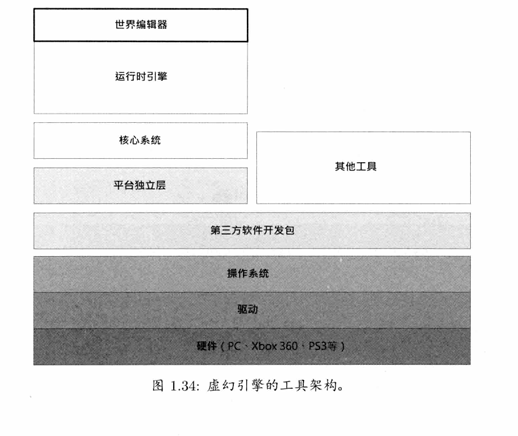 世界编辑器
运行时引擎
核心系统
其他工具
平台独立层
第三方软件开发包
操作系统
驱动
硬件（PC、Xbox 360、PS3等）
图 1.34: 虚幻引擎的工具架构。